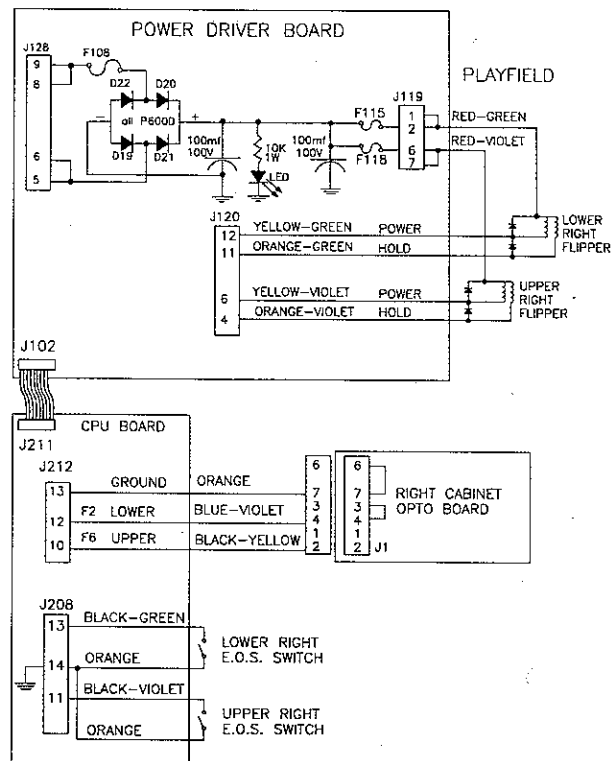 POWER DRIVER BOARD
J128
F108
9
8
6
5
D22
D20
all
P600D
D19
D21
+
100mf
100V
10K
1W
LED
100mf
100V
F115
F118
J119
1
2
6
7
PLAYFIELD
RED-GREEN
RED-VIOLET
J120
12
11
6
4
YELLOW-GREEN POWER
ORANGE-GREEN HOLD
YELLOW-VIOLET POWER
ORANGE-VIOLET HOLD
LOWER
RIGHT
FLIPPER
UPPER
RIGHT
FLIPPER
J102
J211
CPU BOARD
J212
13
12
10
GROUND ORANGE
F2 LOWER BLUE-VIOLET
F6 UPPER BLACK-YELLOW
6
7
3
4
1
2
6
7
3
4
1
2
J1
RIGHT CABINET
OPTO BOARD
J208
13
14
11
BLACK-GREEN
ORANGE
BLACK-VIOLET
ORANGE
LOWER RIGHT
E.O.S. SWITCH
UPPER RIGHT
E.O.S. SWITCH